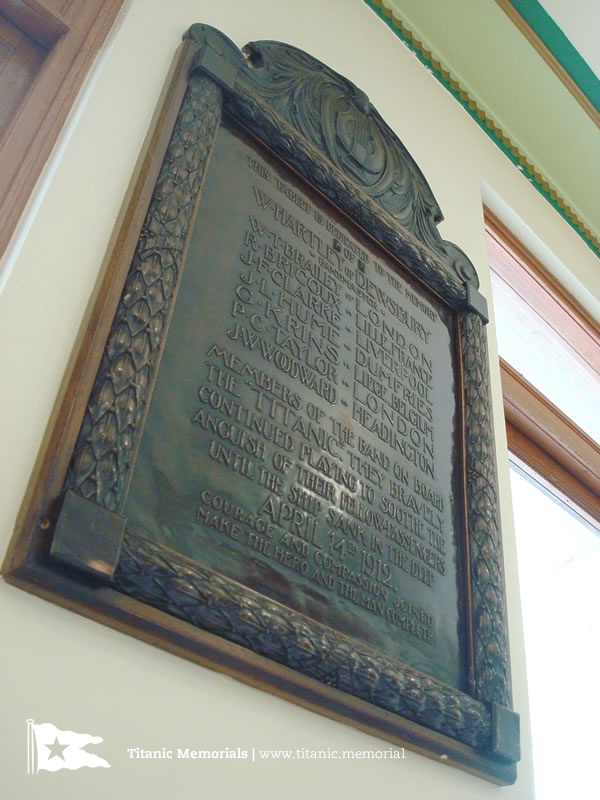 THIS TABLET IS DEDICATED TO THE MEMORY
OF
W·HARTLEY OF DEWSBURY
BANDMASTER
W.T.BRAILEY OF LONDON
R.BRICOUX - LILLE, FRANCE
J.F.CLARKE - LIVERPOOL
J.L.HUME - DUMFRIES
G.KRINS - LIEGE, BELGIUM
P.C.TAYLOR - LONDON
J.W.WOODWARD - HEADINGTON
MEMBERS OF THE BAND ON BOARD
THE "TITANIC". THEY BRAVELY
CONTINUED PLAYING TO SOOTHE THE
ANGUISH OF THEIR FELLOW-PASSENGERS
UNTIL THE SHIP SANK IN THE DEEP
APRIL 14TH 1912.
COURAGE AND COMPASSION JOINED
MAKE THE HERO AND THE MAN COMPLETE
Titanic Memorials | www.titanic.memorial